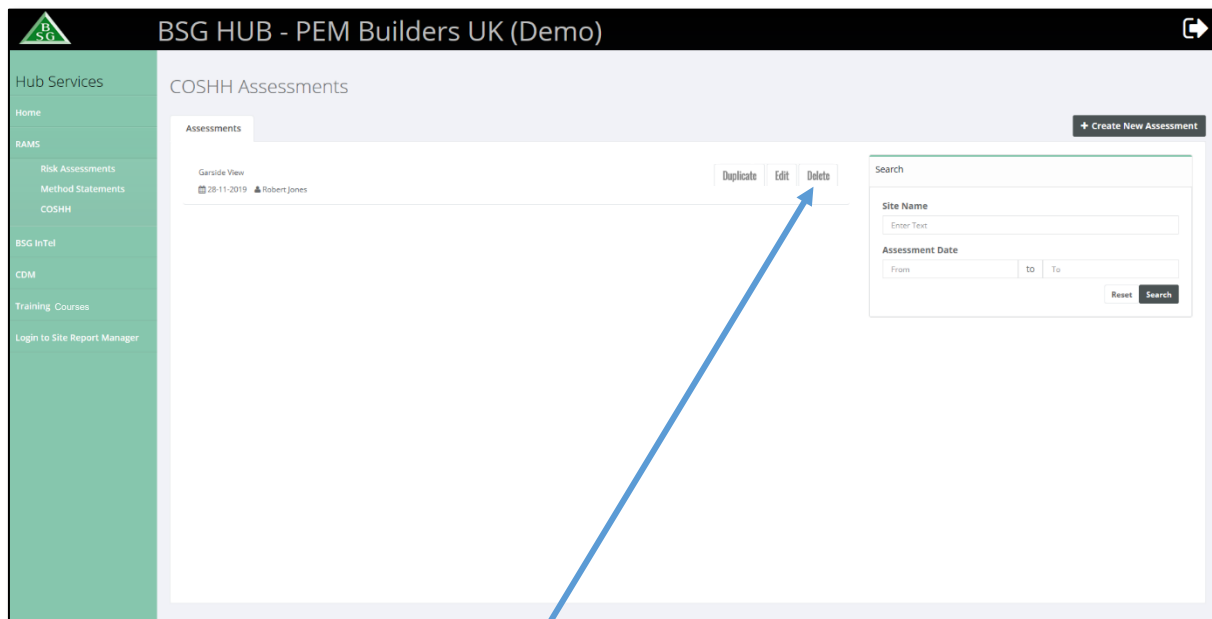 BSG
BSG HUB - PEM Builders UK (Demo)
Hub Services
Home
RAMS
Risk Assessments
Method Statements
COSHH
BSG InTel
CDM
Training Courses
Login to Site Report Manager
COSHH Assessments
Assessments
+ Create New Assessment
Garside View
28-11-2019 Robert Jones
Duplicate Edit Delete
Search
Site Name
Enter Text
Assessment Date
From to To
Reset Search